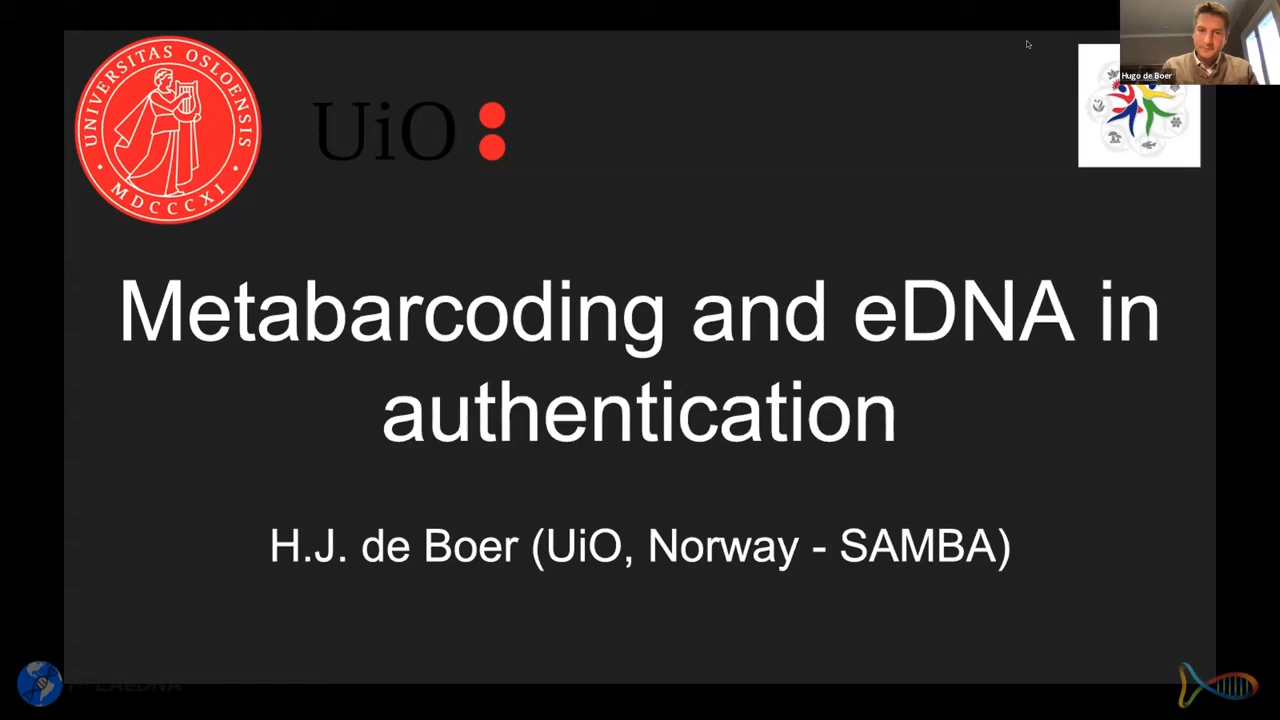 UNIVERSITAS OSLOENSIS
MDCCCXI
UiO
Hugo de Boer
Metabarcoding and eDNA in
authentication
H.J. de Boer (UiO, Norway - SAMBA)